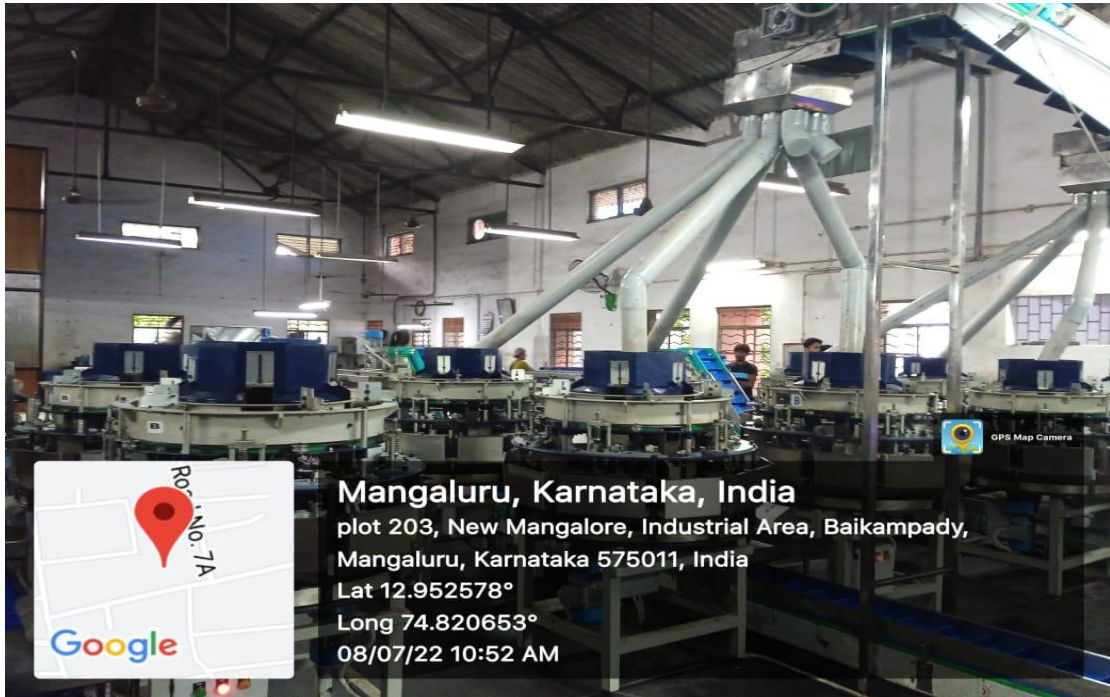 B
B
GPS Map Camera
Road No. 7A
Google
Mangaluru, Karnataka, India
plot 203, New Mangalore, Industrial Area, Baikampady,
Mangaluru, Karnataka 575011, India
Lat 12.952578°
Long 74.820653°
08/07/22 10:52 AM